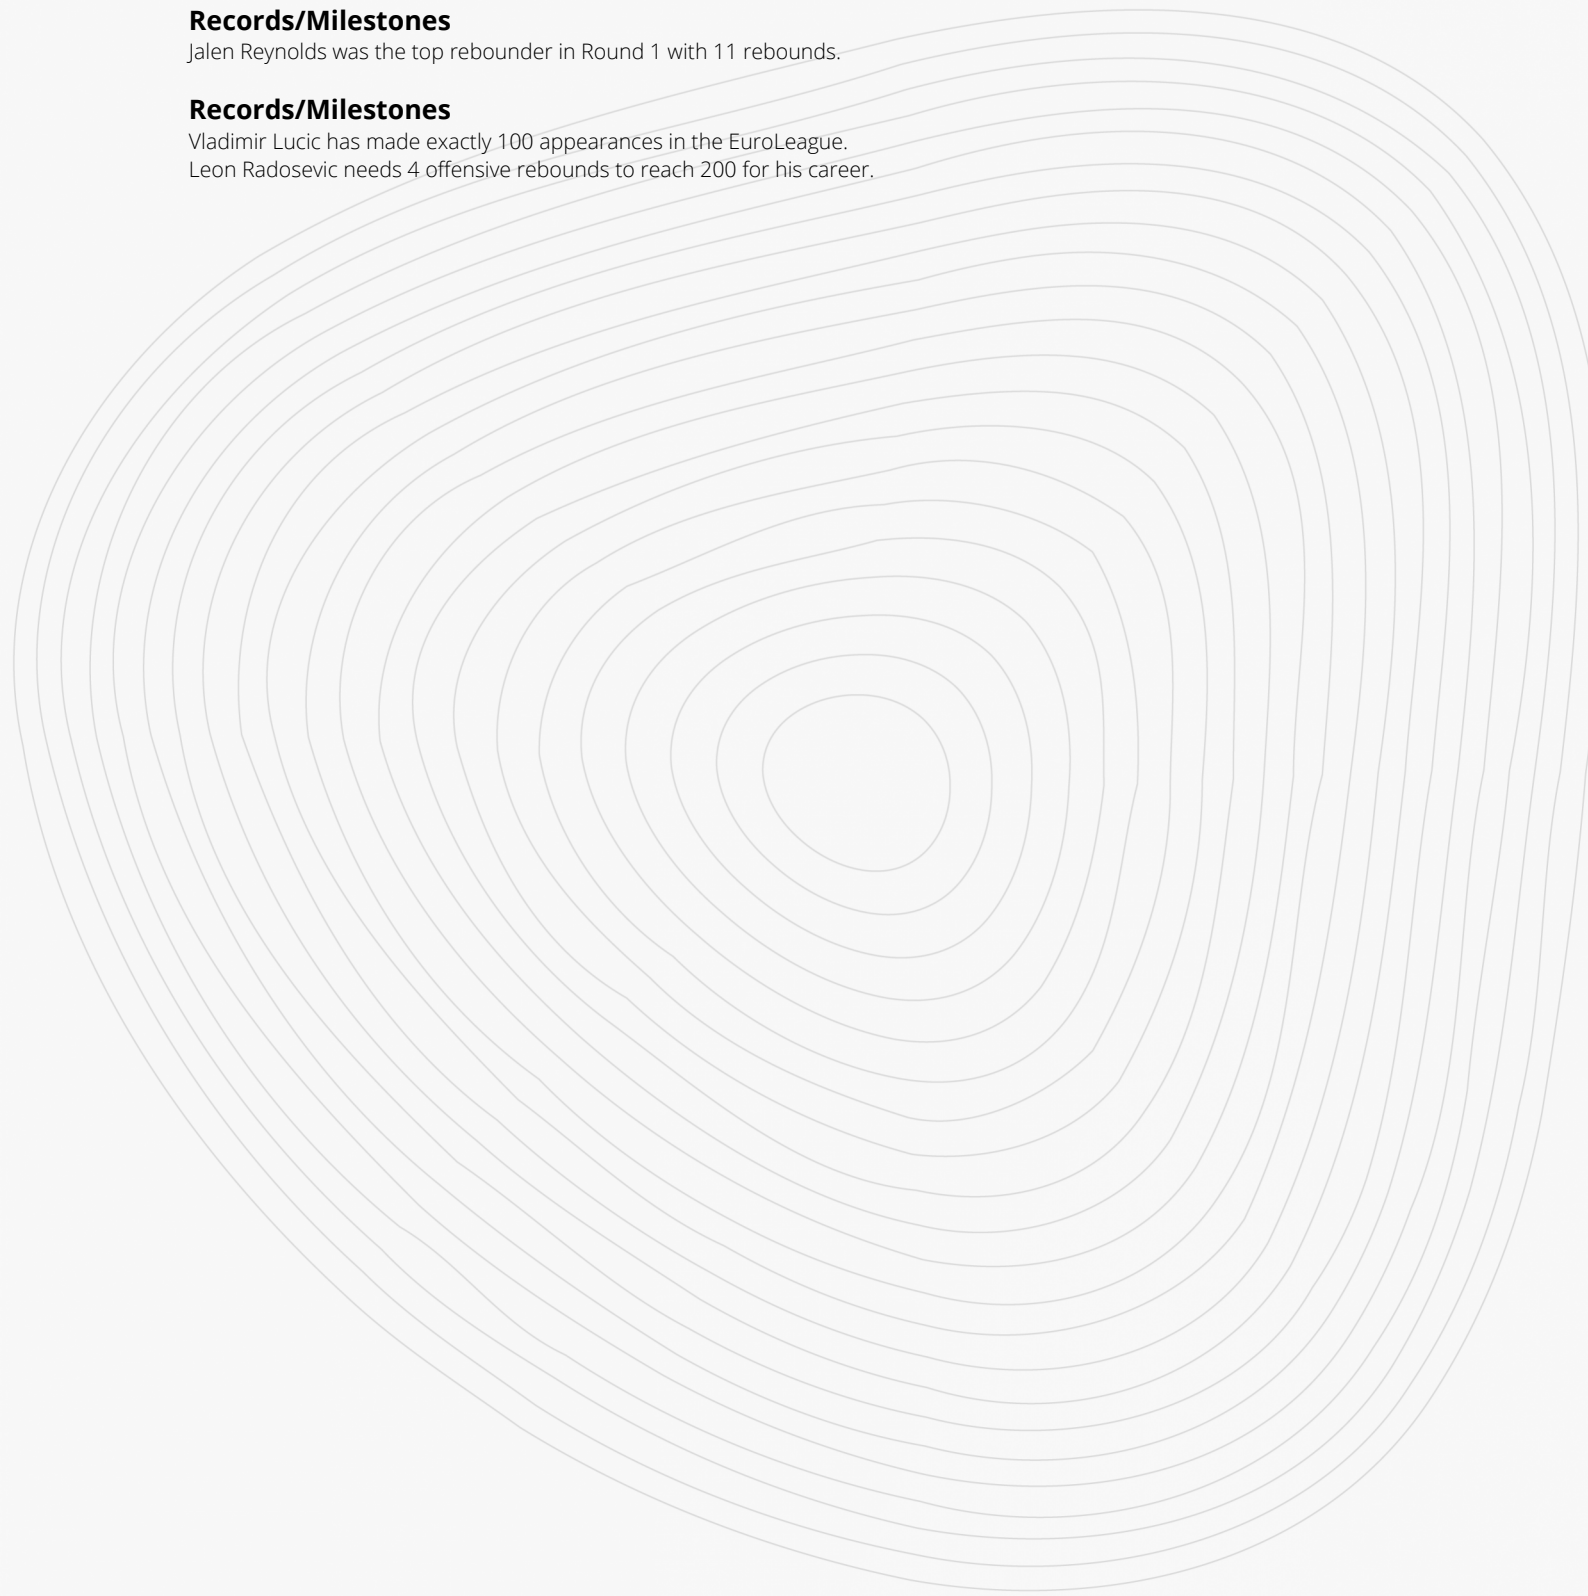 Records/Milestones
Jalen Reynolds was the top rebounder in Round 1 with 11 rebounds.
Records/Milestones
Vladimir Lucic has made exactly 100 appearances in the EuroLeague.
Leon Radosevic needs 4 offensive rebounds to reach 200 for his career.